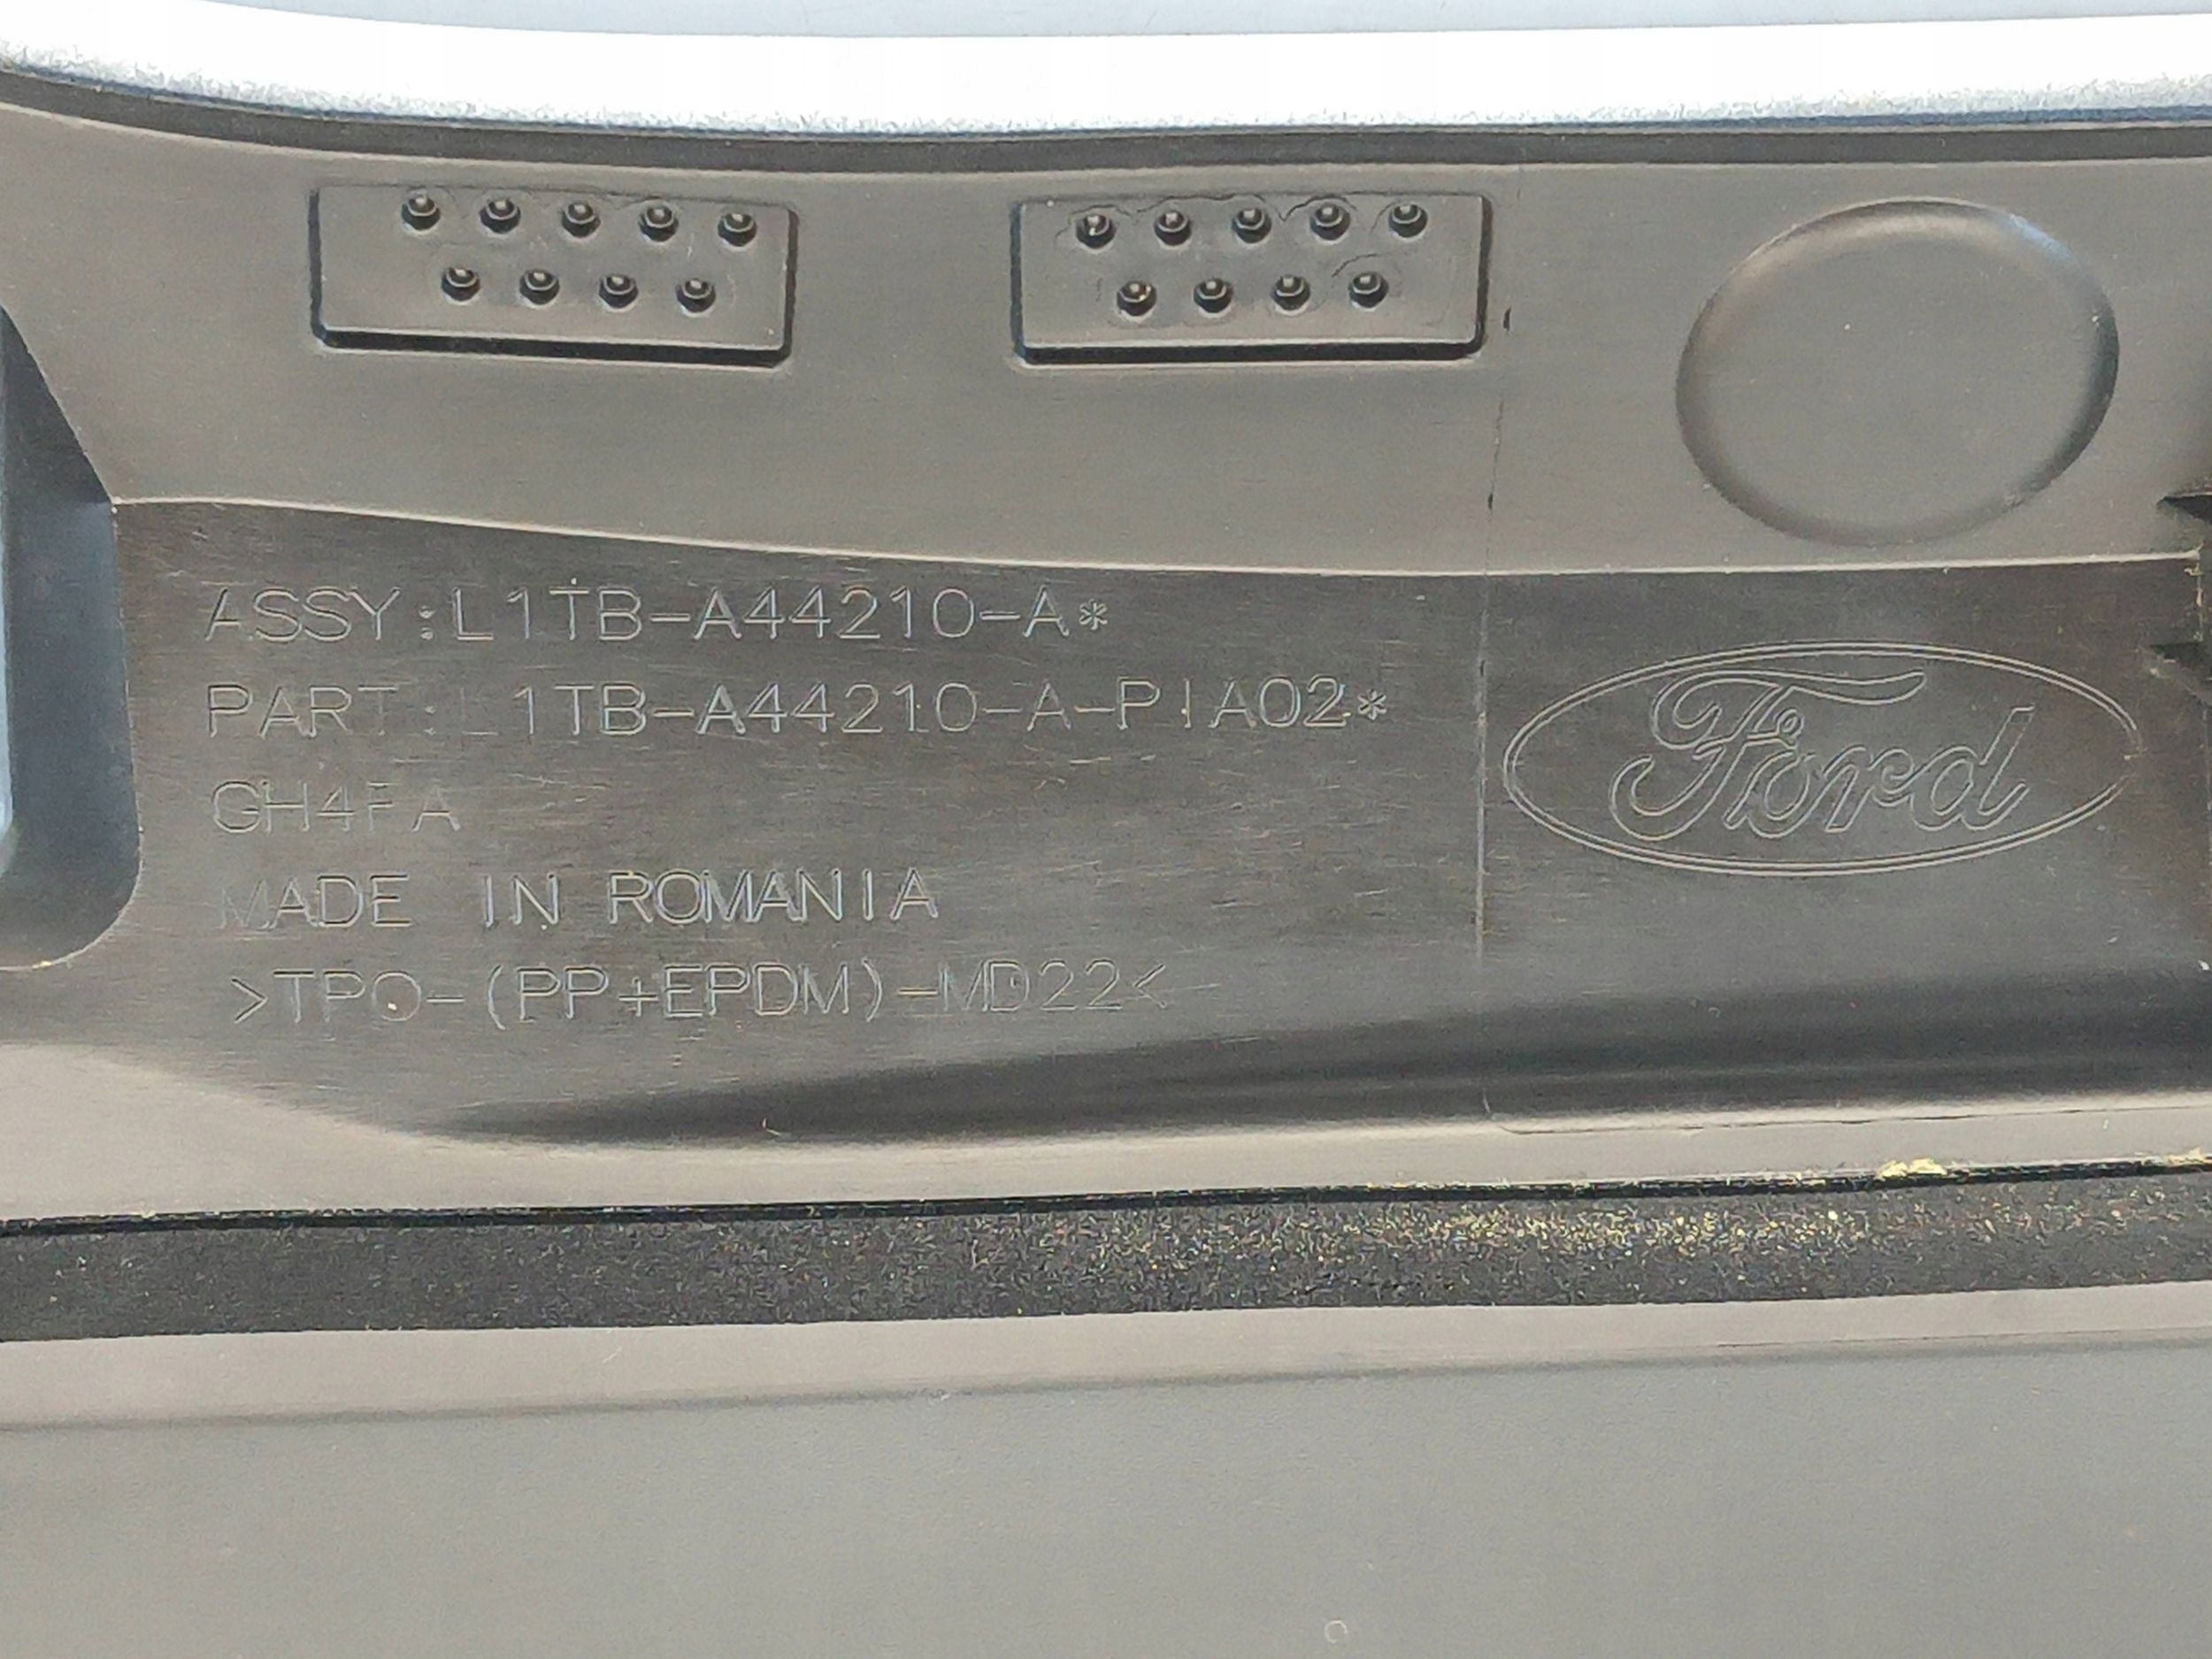 ASSY:L1TB-A44210-A*
PART:L1TB-A44210-A-PIA02*
GH4FA
MADE IN ROMANIA
>TPO-(PP+EPDM)-MD22<
Ford